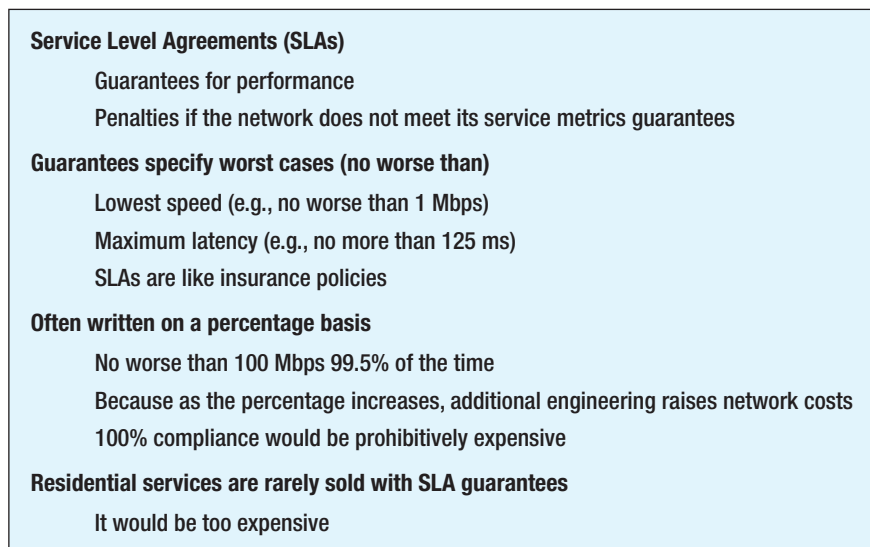 Service Level Agreements (SLAs)
Guarantees for performance
Penalties if the network does not meet its service metrics guarantees
Guarantees specify worst cases (no worse than)
Lowest speed (e.g., no worse than 1 Mbps)
Maximum latency (e.g., no more than 125 ms)
SLAs are like insurance policies
Often written on a percentage basis
No worse than 100 Mbps 99.5% of the time
Because as the percentage increases, additional engineering raises network costs
100% compliance would be prohibitively expensive
Residential services are rarely sold with SLA guarantees
It would be too expensive